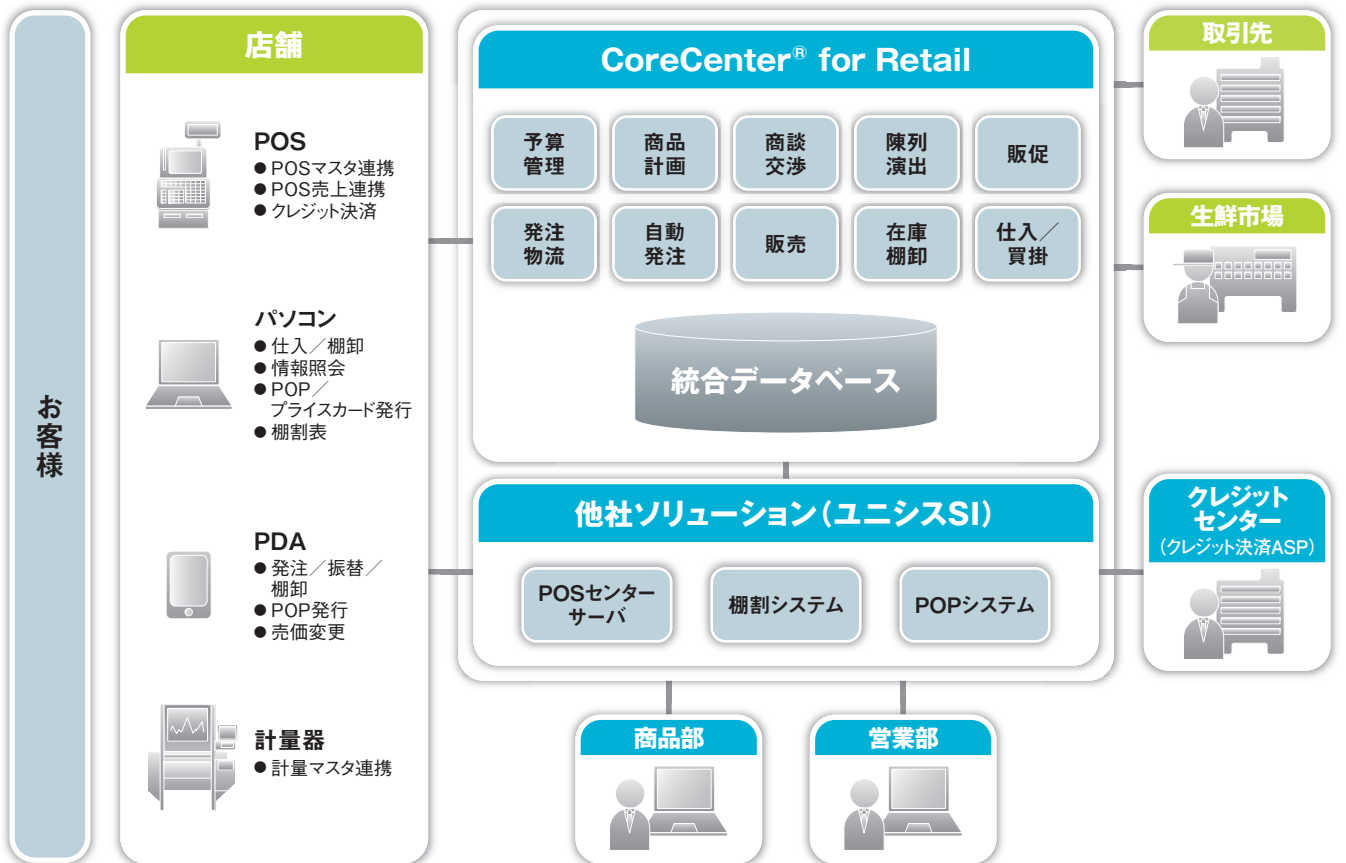 お客様
店舗
POS
●POSマスタ連携
●POS売上連携
●クレジット決済
パソコン
●仕入／棚卸
●情報照会
●POP／
プライスカード発行
●棚割表
PDA
●発注／振替／
棚卸
●POP発行
●売価変更
計量器
●計量マスタ連携
CoreCenter® for Retail
予算
管理
商品
計画
商談
交渉
陳列
演出
販促
発注
物流
自動
発注
販売
在庫
棚卸
仕入／
買掛
統合データベース
他社ソリューション（ユニシスSI）
POSセンター
サーバ
棚割システム
POPシステム
商品部
営業部
取引先
生鮮市場
クレジット
センター
（クレジット決済ASP）